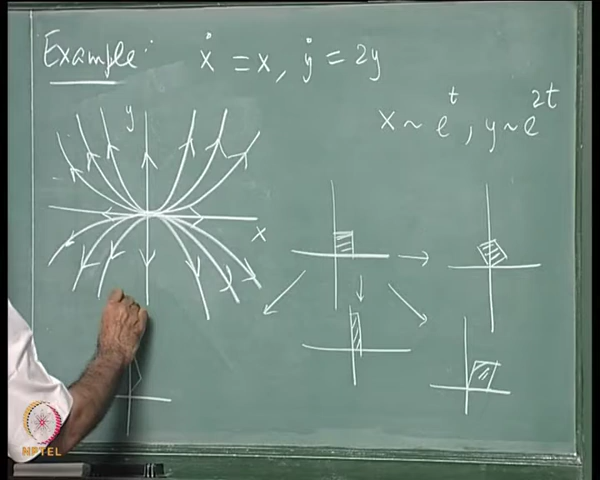 Example: ẋ = x, ẏ = 2y
x ~ e^t, y ~ e^2t
y
x
NPTEL